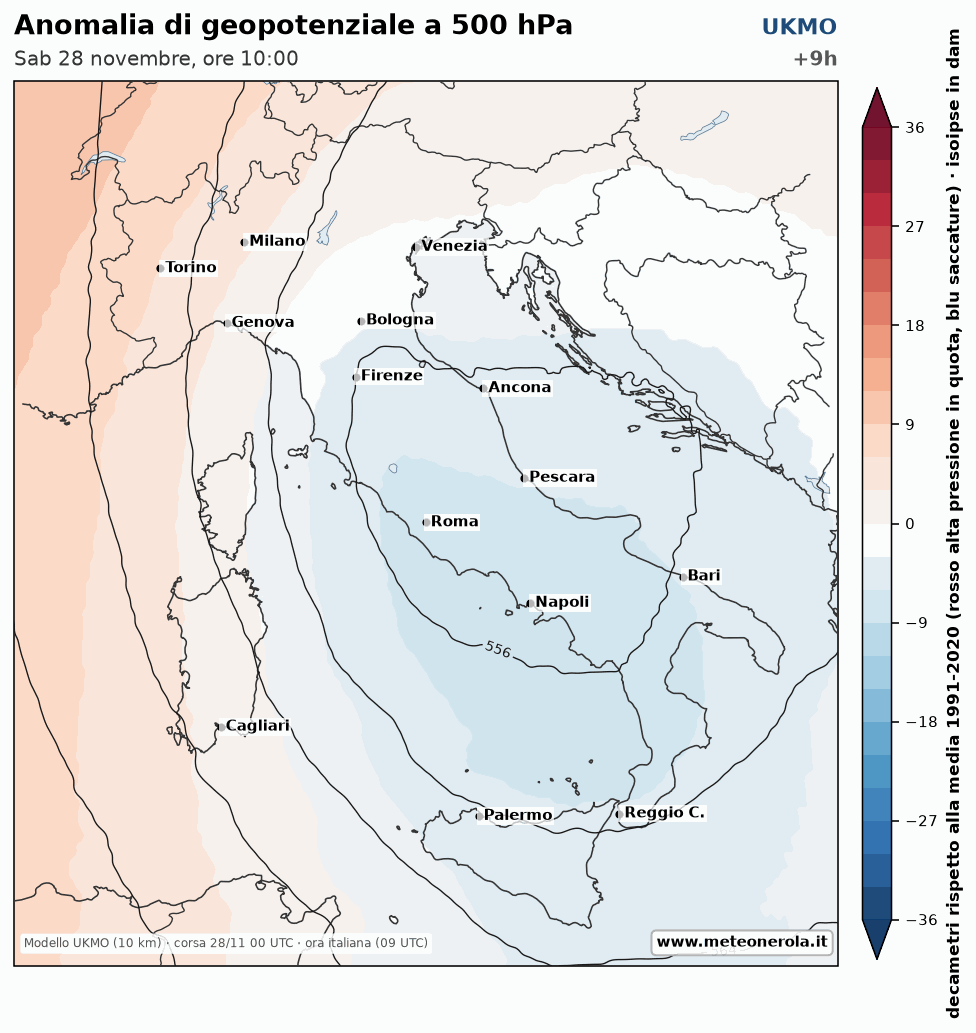 Anomalia di geopotenziale a 500 hPa
UKMO
Sab 28 novembre, ore 10:00
+9h
Milano
Torino
Venezia
Genova
Bologna
Firenze
Ancona
Pescara
Roma
Bari
Napoli
556
Cagliari
Palermo
Reggio C.
Modello UKMO (10 km) · corsa 28/11 00 UTC · ora italiana (09 UTC)
www.meteonerola.it
36
27
18
9
0
−9
−18
−27
−36
decametri rispetto alla media 1991-2020 (rosso alta pressione in quota, blu saccature) · isoipse in dam